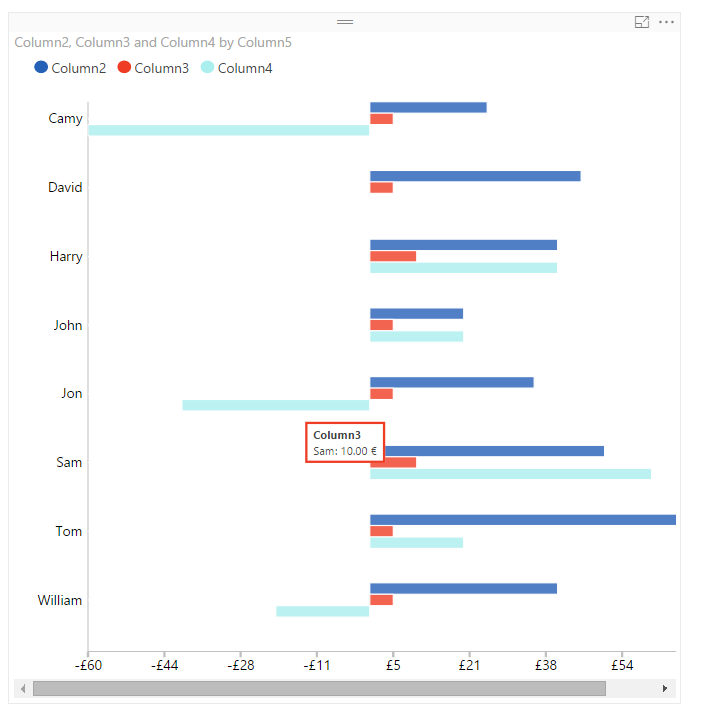 Column2, Column3 and Column4 by Column5
Column2 Column3 Column4
Camy
David
Harry
John
Jon
Column3
Sam: 10.00 €
Sam
Tom
William
-£60 -£44 -£28 -£11 £5 £21 £38 £54